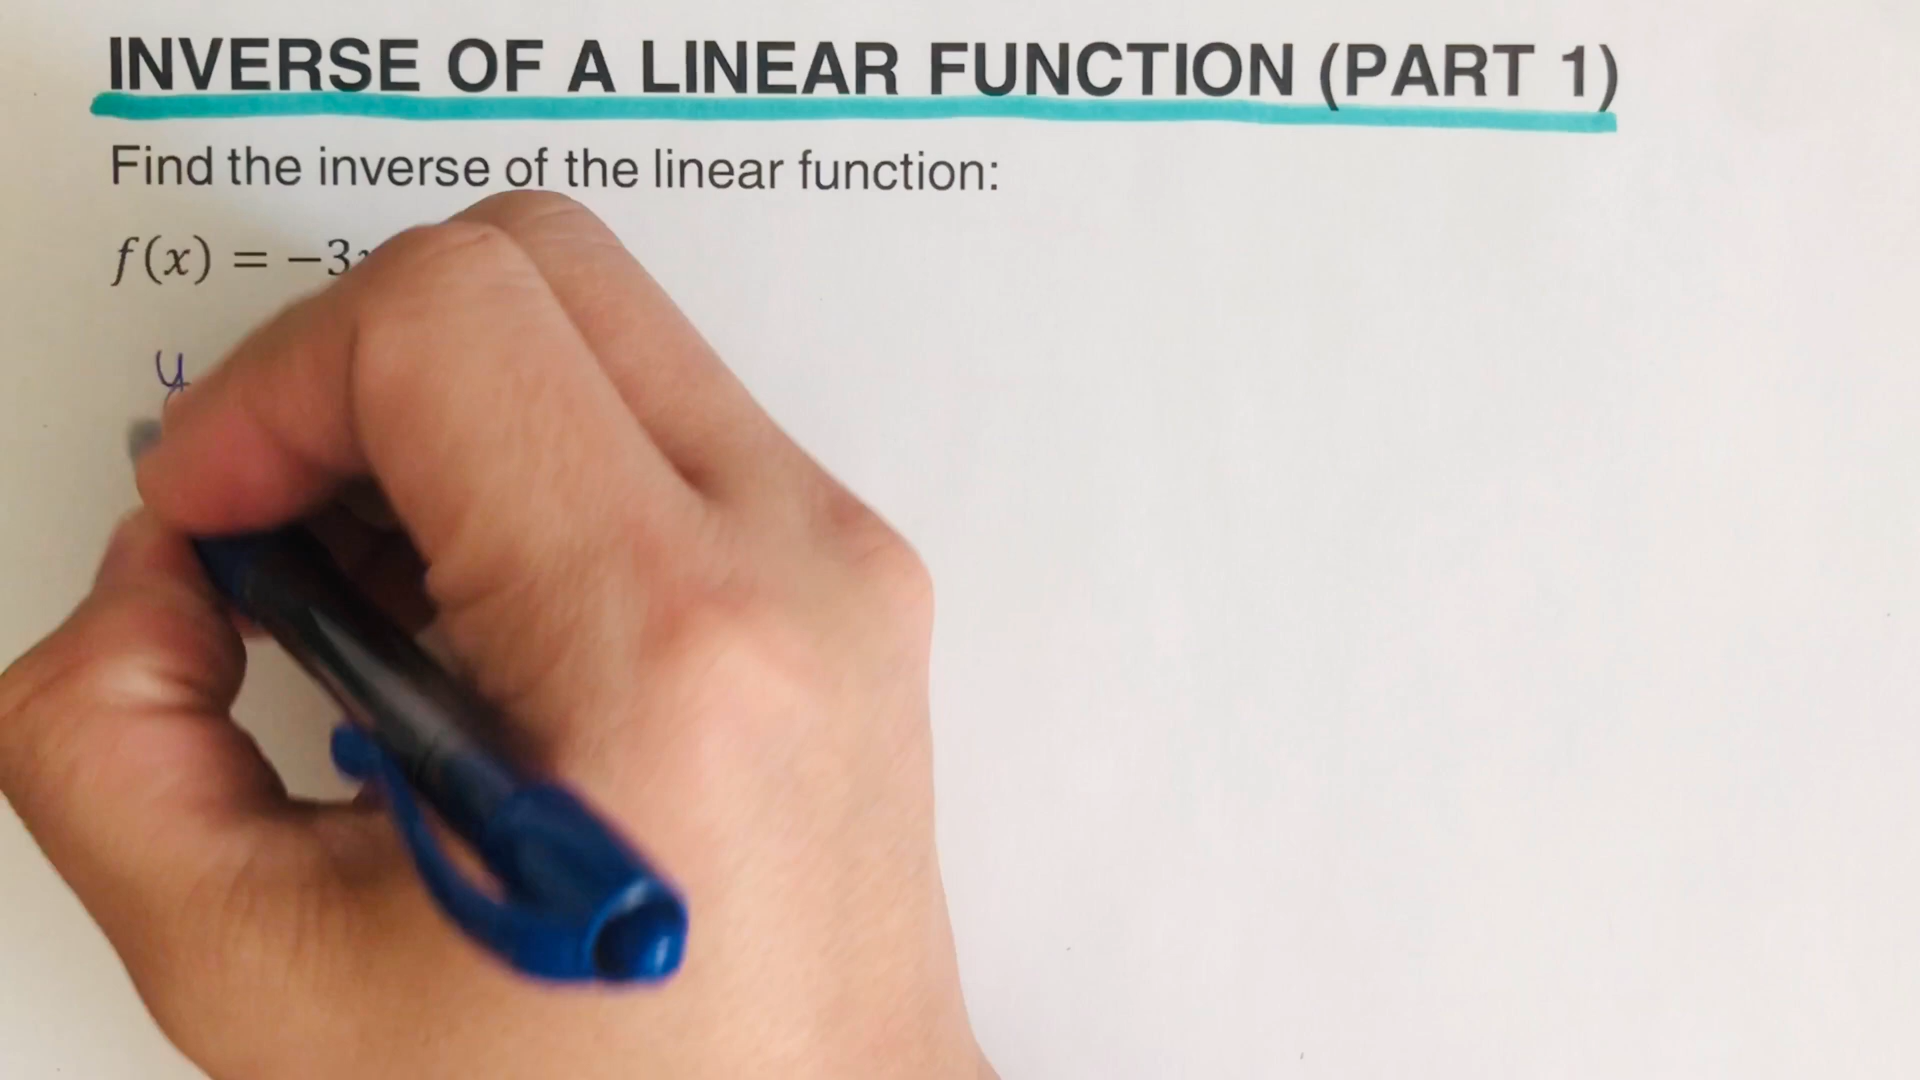 INVERSE OF A LINEAR FUNCTION (PART 1)
Find the inverse of the linear function:
f(x) = −3
y